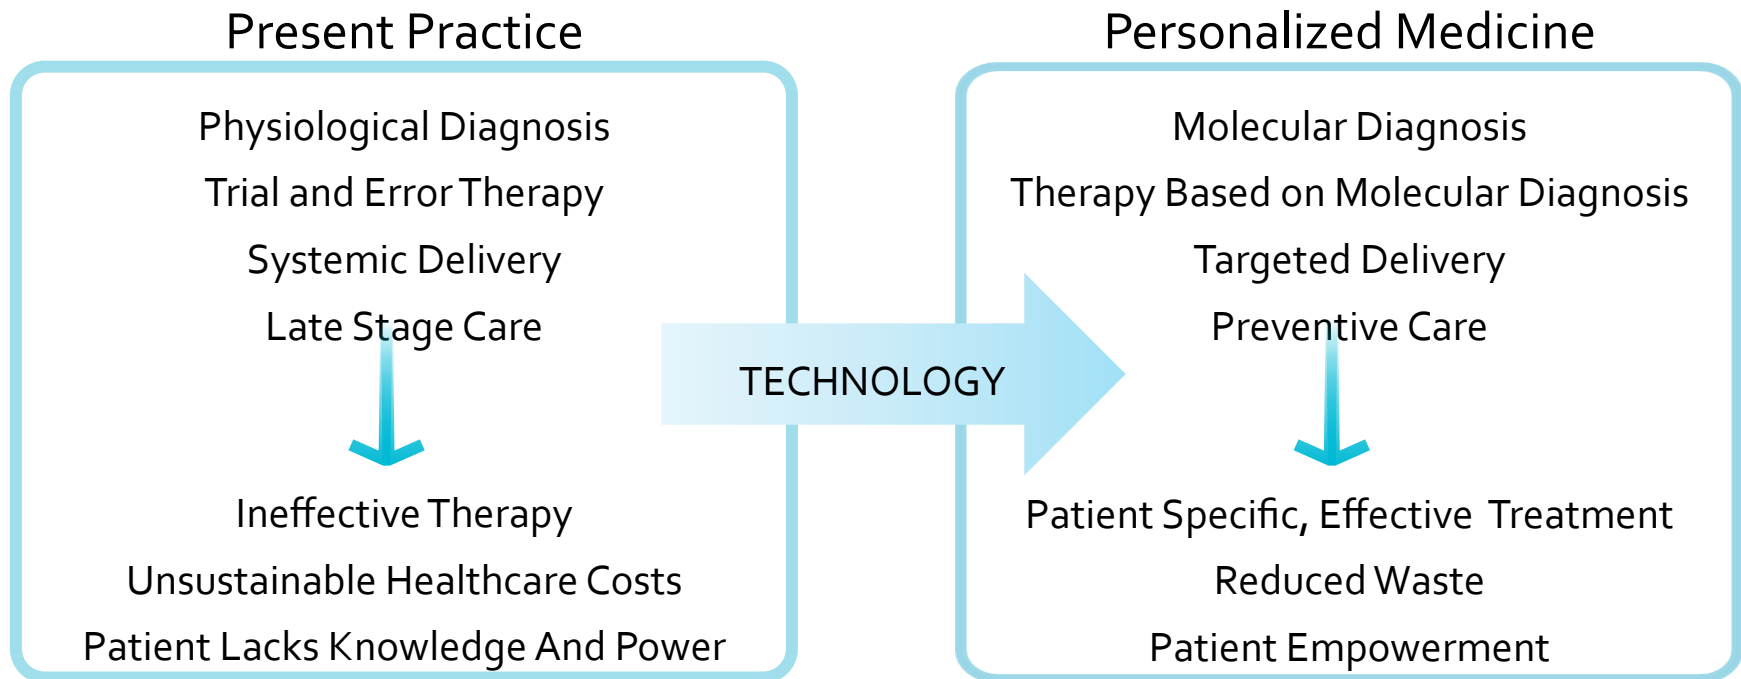 Present Practice
Physiological Diagnosis
Trial and Error Therapy
Systemic Delivery
Late Stage Care
Ineffective Therapy
Unsustainable Healthcare Costs
Patient Lacks Knowledge And Power
TECHNOLOGY
Personalized Medicine
Molecular Diagnosis
Therapy Based on Molecular Diagnosis
Targeted Delivery
Preventive Care
Patient Specific, Effective Treatment
Reduced Waste
Patient Empowerment